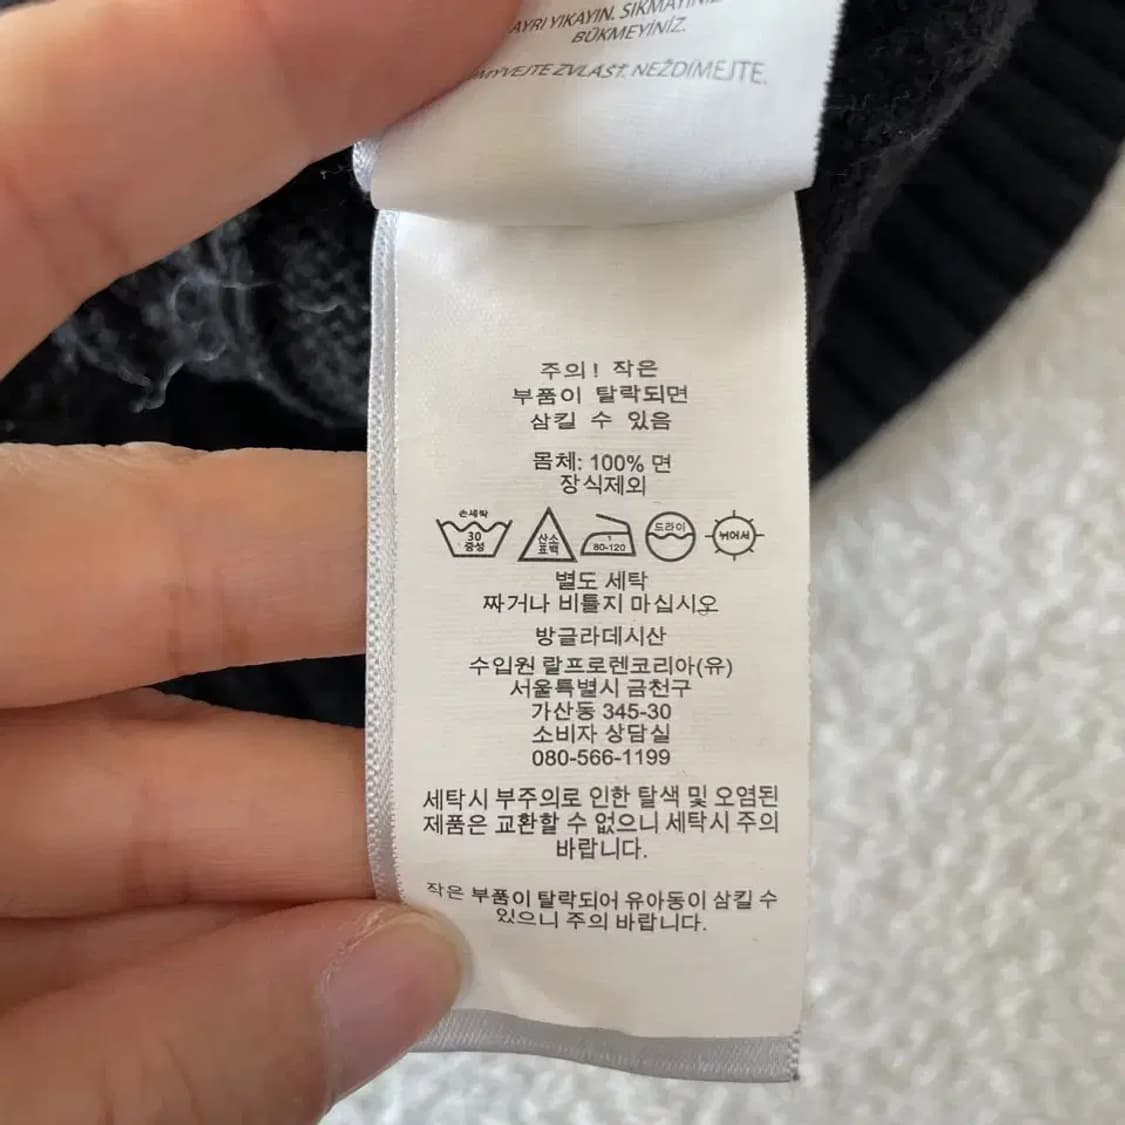 AYRI YIKAYIN. SIKMAYINIZ
BÜKMEYİNİZ.
MYVEJTE ZVLÁŠŤ. NEŽDÍMEJTE.
주의! 작은
부품이 탈락되면
삼킬 수 있음
몸체: 100% 면
장식제외
손세탁 30 중성
산소 표백
1 80-120
드라이
뉘어서
별도 세탁
짜거나 비틀지 마십시오
방글라데시산
수입원 랄프로렌코리아(유)
서울특별시 금천구
가산동 345-30
소비자 상담실
080-566-1199
세탁시 부주의로 인한 탈색 및 오염된
제품은 교환할 수 없으니 세탁시 주의
바랍니다.
작은 부품이 탈락되어 유아동이 삼킬 수
있으니 주의 바랍니다.